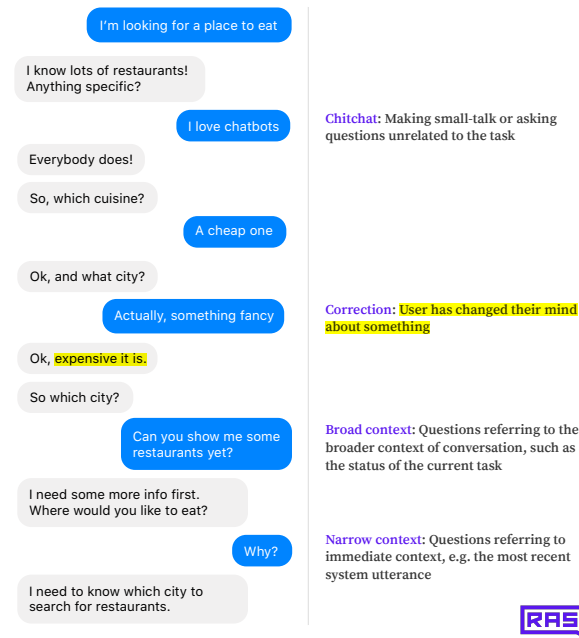 I'm looking for a place to eat
I know lots of restaurants!
Anything specific?
I love chatbots
Chitchat: Making small-talk or asking
questions unrelated to the task
Everybody does!
So, which cuisine?
A cheap one
Ok, and what city?
Actually, something fancy
Correction: User has changed their mind
about something
Ok, expensive it is.
So which city?
Can you show me some
restaurants yet?
Broad context: Questions referring to the
broader context of conversation, such as
the status of the current task
I need some more info first.
Where would you like to eat?
Why?
Narrow context: Questions referring to
immediate context, e.g. the most recent
system utterance
I need to know which city to
search for restaurants.
RAS